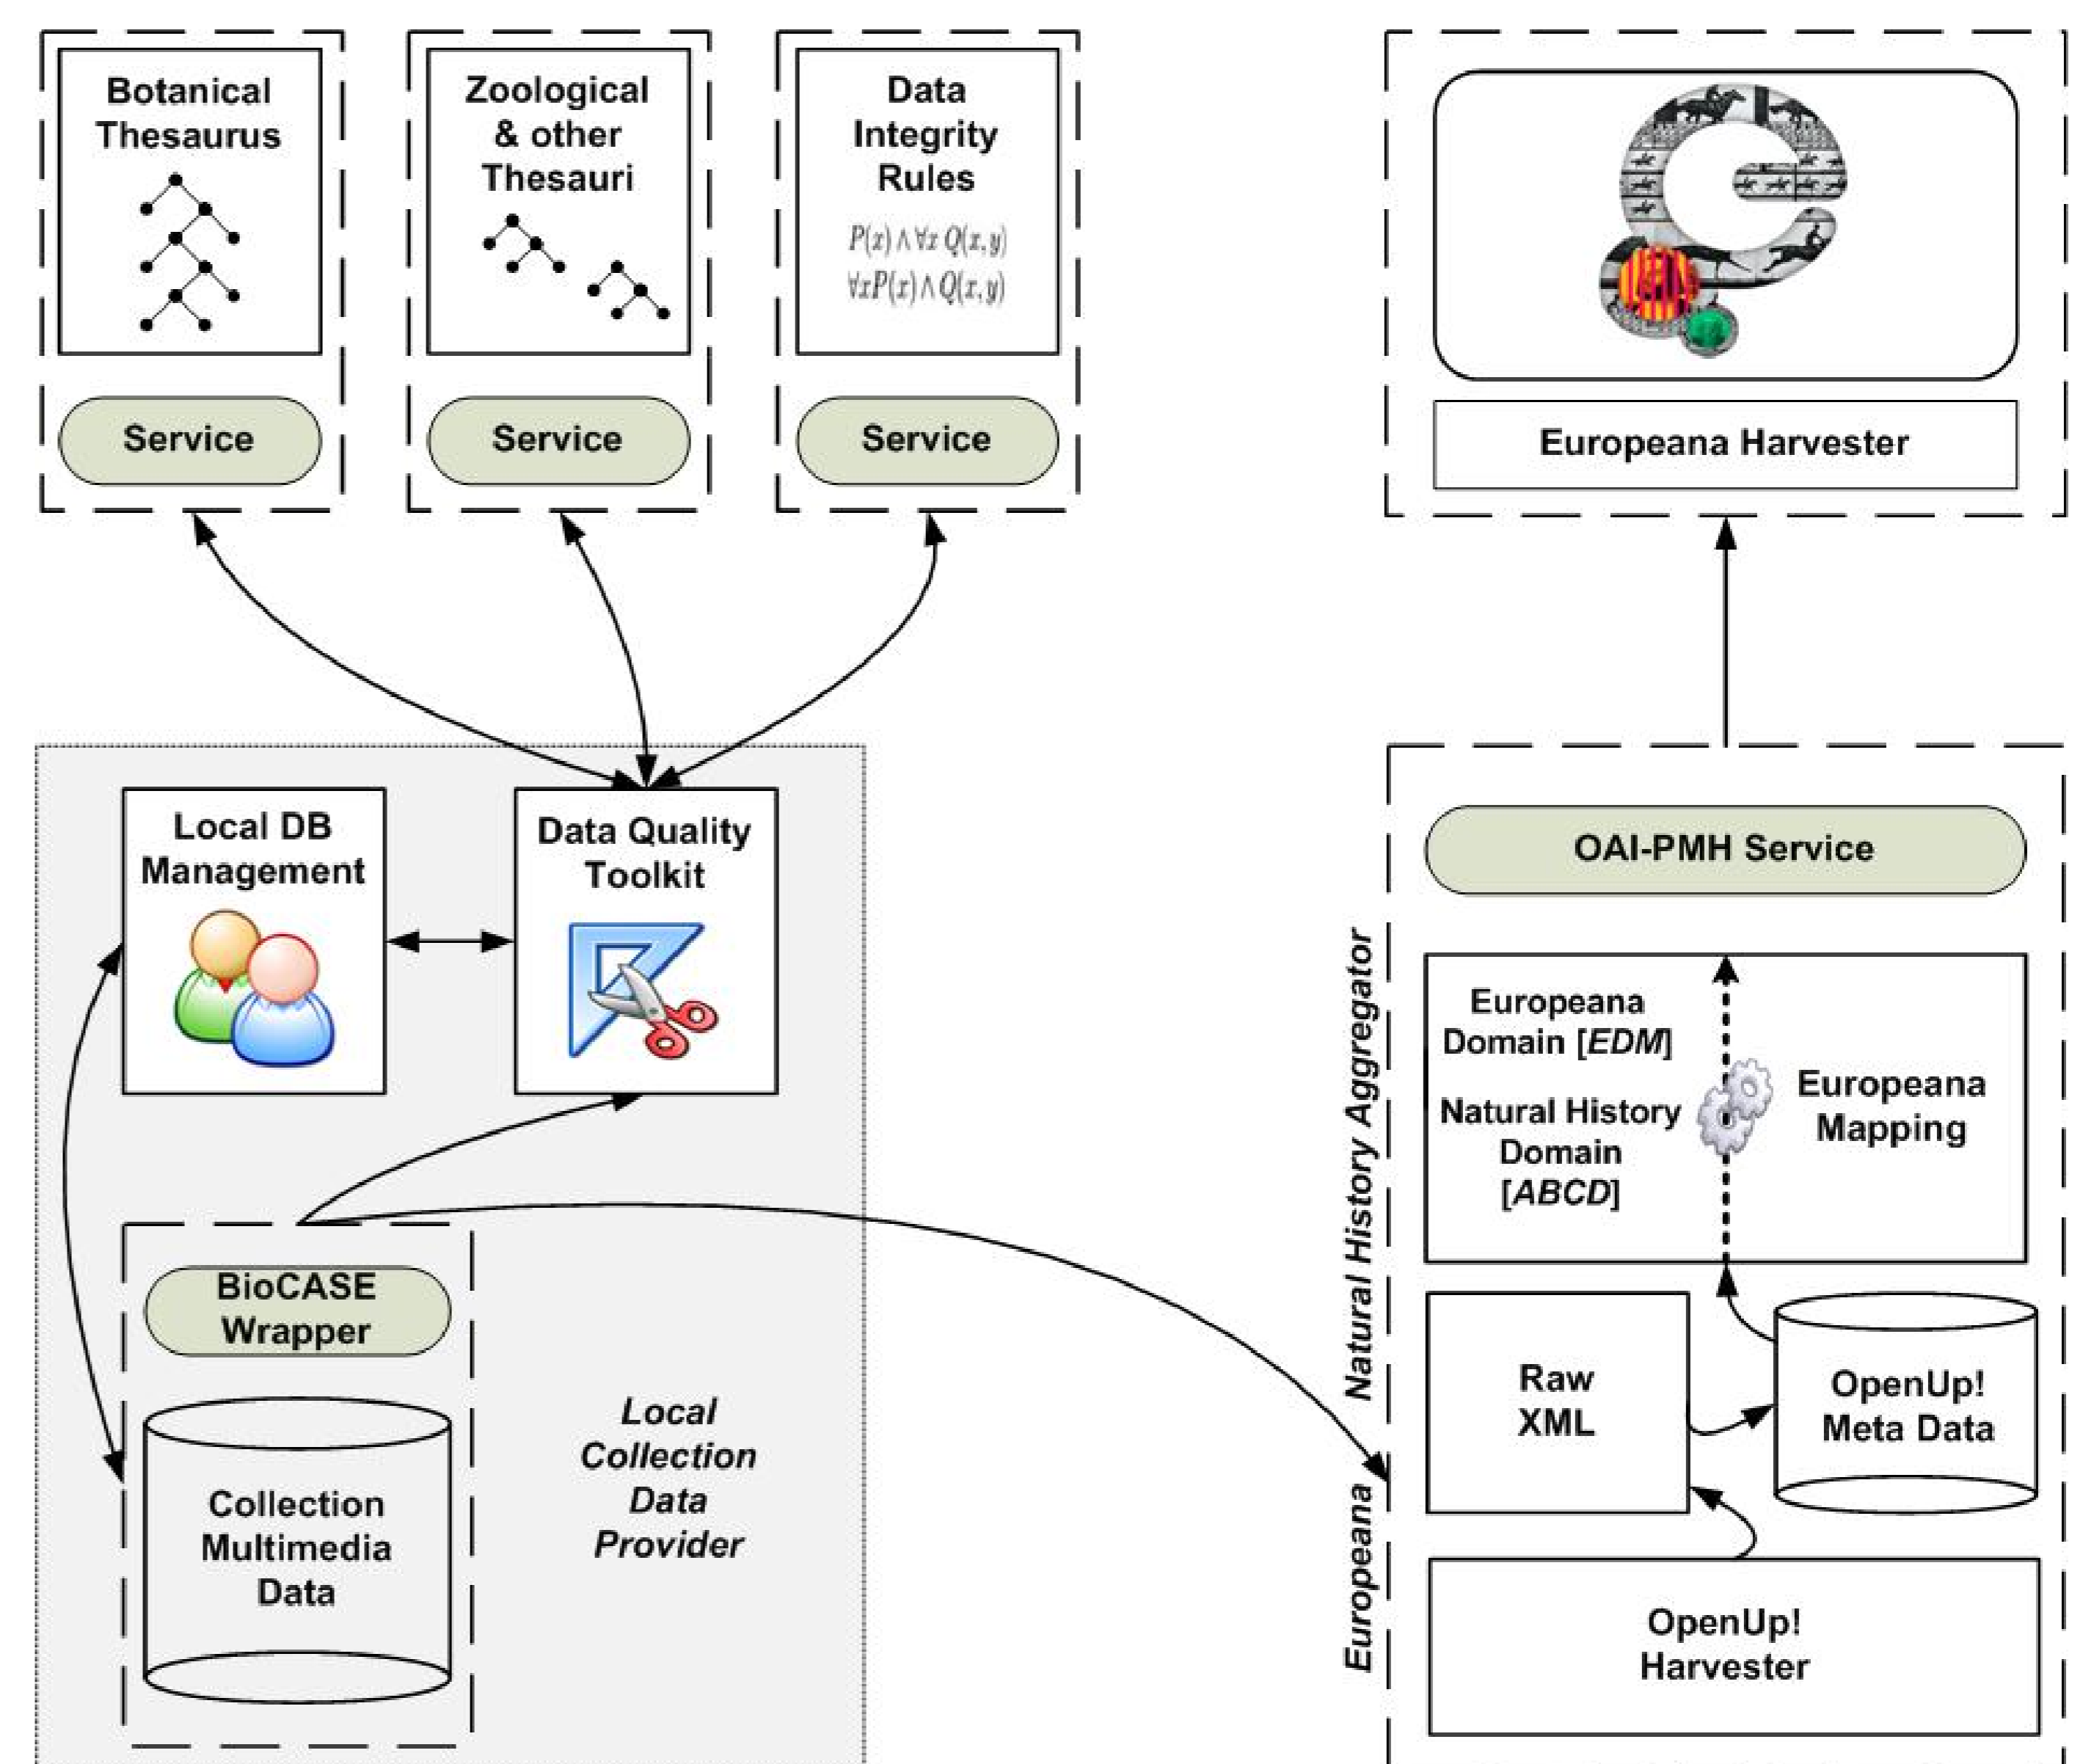 Botanical
Thesaurus
Service
Zoological
& other
Thesauri
Service
Data
Integrity
Rules
P(x) ∧ ∀x Q(x, y)
∀xP(x) ∧ Q(x, y)
Service
Europeana Harvester
Local DB
Management
Data Quality
Toolkit
BioCASE
Wrapper
Collection
Multimedia
Data
Local
Collection
Data
Provider
Europeana Natural History Aggregator
OAI-PMH Service
Europeana
Domain [EDM]
Natural History
Domain
[ABCD]
Europeana
Mapping
Raw
XML
OpenUp!
Meta Data
OpenUp!
Harvester